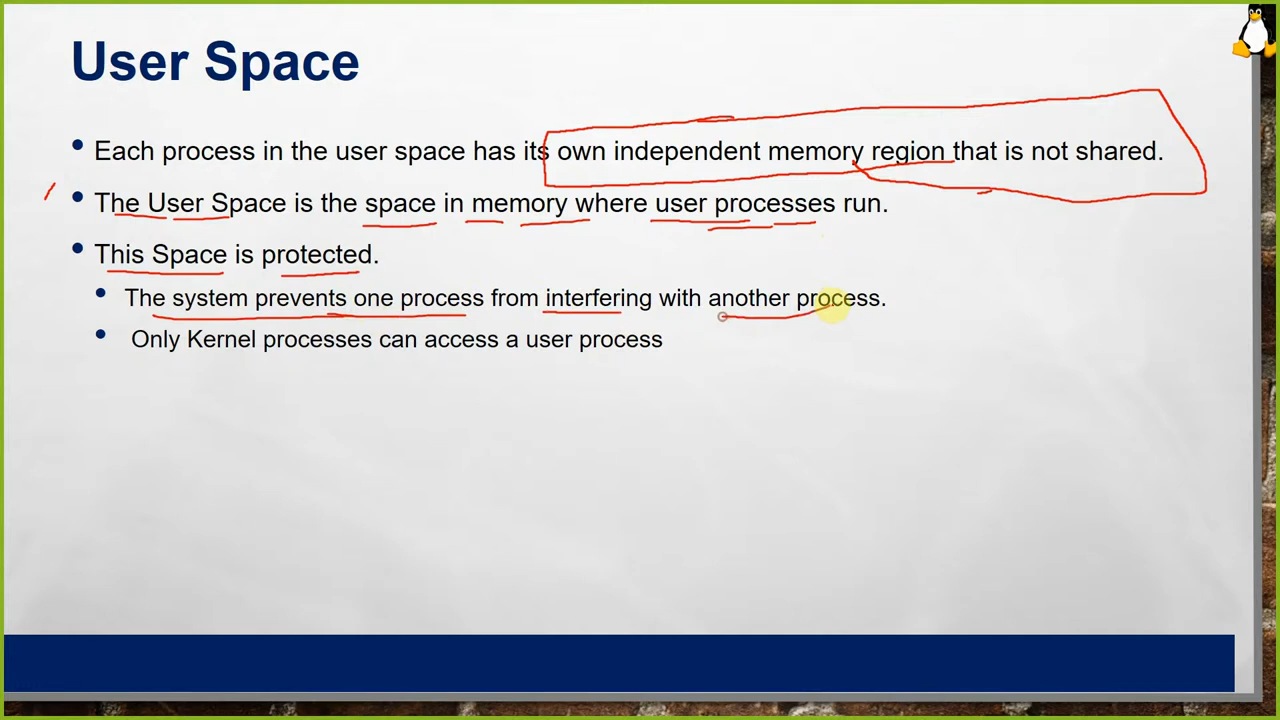 User Space
• Each process in the user space has its own independent memory region that is not shared.
• The User Space is the space in memory where user processes run.
• This Space is protected.
• The system prevents one process from interfering with another process.
• Only Kernel processes can access a user process